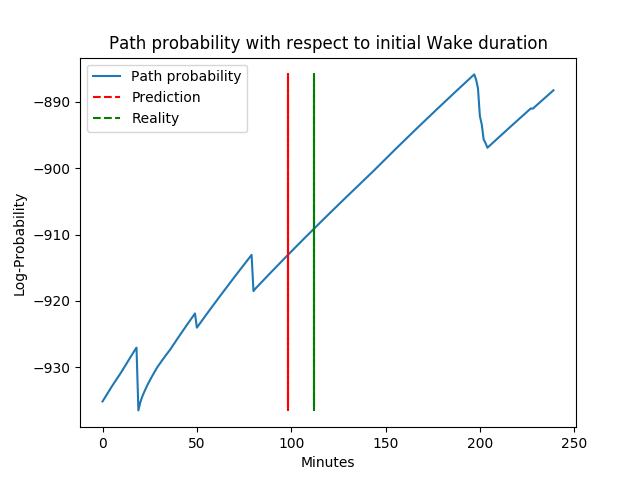 Path probability with respect to initial Wake duration
Path probability
Prediction
Reality
−890
−900
−910
−920
−930
Log-Probability
0
50
100
150
200
250
Minutes